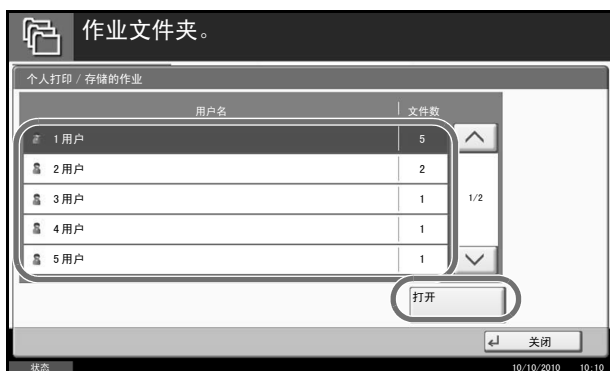 作业文件夹。
个人打印 / 存储的作业
用户名 文件数
1 用户 5
2 用户 2
3 用户 1
4 用户 1
5 用户 1
1/2
打开
关闭
状态 10/10/2010 10:10